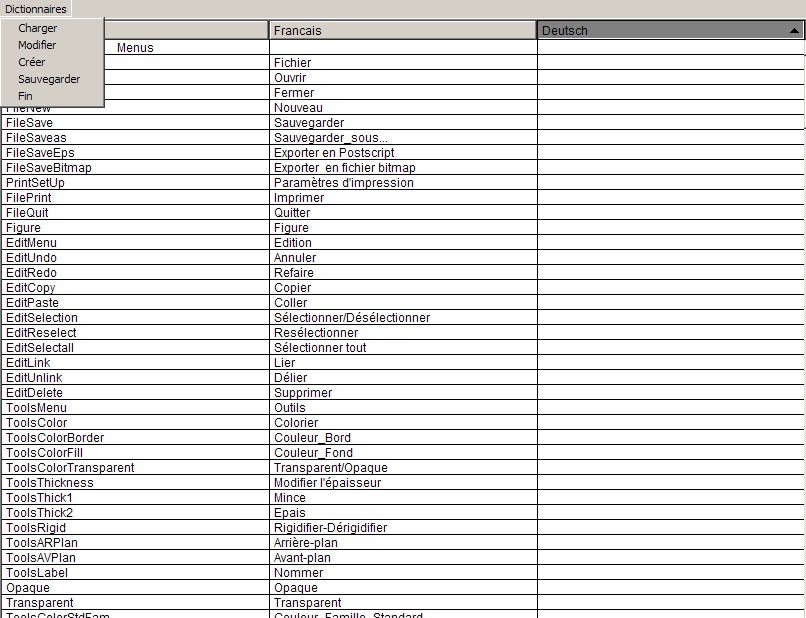 Dictionnaires
Charger
Modifier
Créer
Sauvegarder
Fin
Francais Deutsch
Menus
Fichier
Ouvrir
Fermer
FileNew Nouveau
FileSave Sauvegarder
FileSaveas Sauvegarder_sous...
FileSaveEps Exporter en Postscript
FileSaveBitmap Exporter en fichier bitmap
PrintSetUp Paramètres d'impression
FilePrint Imprimer
FileQuit Quitter
Figure Figure
EditMenu Edition
EditUndo Annuler
EditRedo Refaire
EditCopy Copier
EditPaste Coller
EditSelection Sélectionner/Désélectionner
EditReselect Resélectionner
EditSelectall Sélectionner tout
EditLink Lier
EditUnlink Délier
EditDelete Supprimer
ToolsMenu Outils
ToolsColor Colorier
ToolsColorBorder Couleur_Bord
ToolsColorFill Couleur_Fond
ToolsColorTransparent Transparent/Opaque
ToolsThickness Modifier l'épaisseur
ToolsThick1 Mince
ToolsThick2 Epais
ToolsRigid Rigidifier-Dérigidifier
ToolsARPlan Arrière-plan
ToolsAVPlan Avant-plan
ToolsLabel Nommer
Opaque Opaque
Transparent Transparent
ToolsColorStdFam Couleur_Famille_Standard